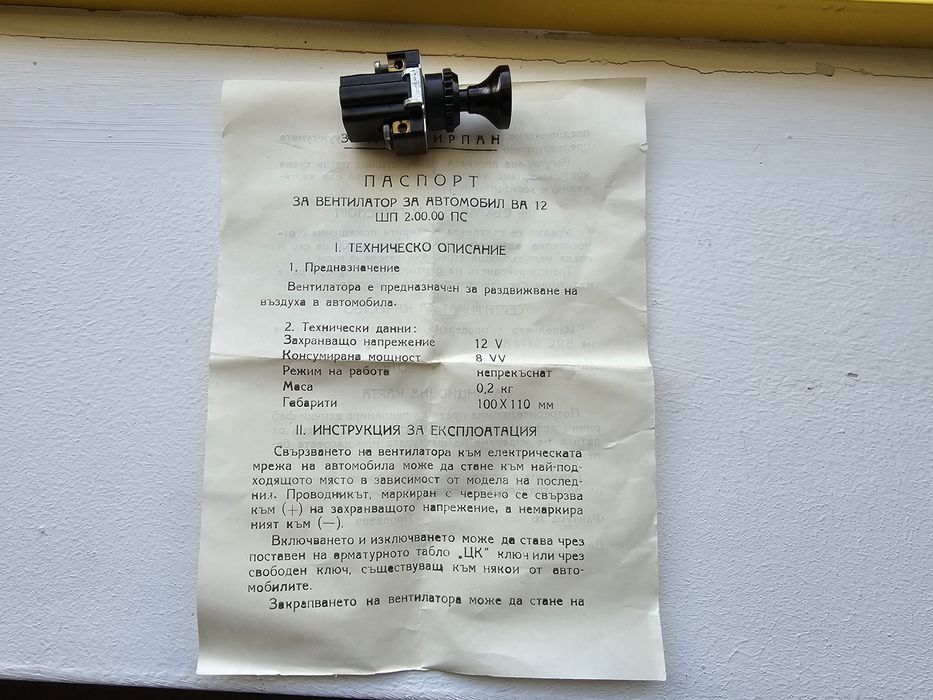 ИРПАН
ПАСПОРТ
ЗА ВЕНТИЛАТОР ЗА АВТОМОБИЛ ВА 12
ШП 2.00.00 ПС
I. ТЕХНИЧЕСКО ОПИСАНИЕ
1. Предназначение
Вентилатора е предназначен за раздвижване на
въздуха в автомобила.
2. Технически данни:
Захранващо напрежение 12 V
Консумирана мощност 8 VV
Режим на работа непрекъснат
Маса 0,2 кг
Габарити 100X110 мм
II. ИНСТРУКЦИЯ ЗА ЕКСПЛОАТАЦИЯ
Свързването на вентилатора към електрическата
мрежа на автомобила може да стане към най-под-
ходящото място в зависимост от модела на послед-
ния. Проводникът, маркиран с червено се свързва
към (+) на захранващото напрежение, а немаркира
ният към (—).
Включването и изключването може да става чрез
поставен на арматурното табло „ЦК" ключ или чрез
свободен ключ, съществуващ към някои от авто-
мобилите.
Закрапването на вентилатора може да стане на